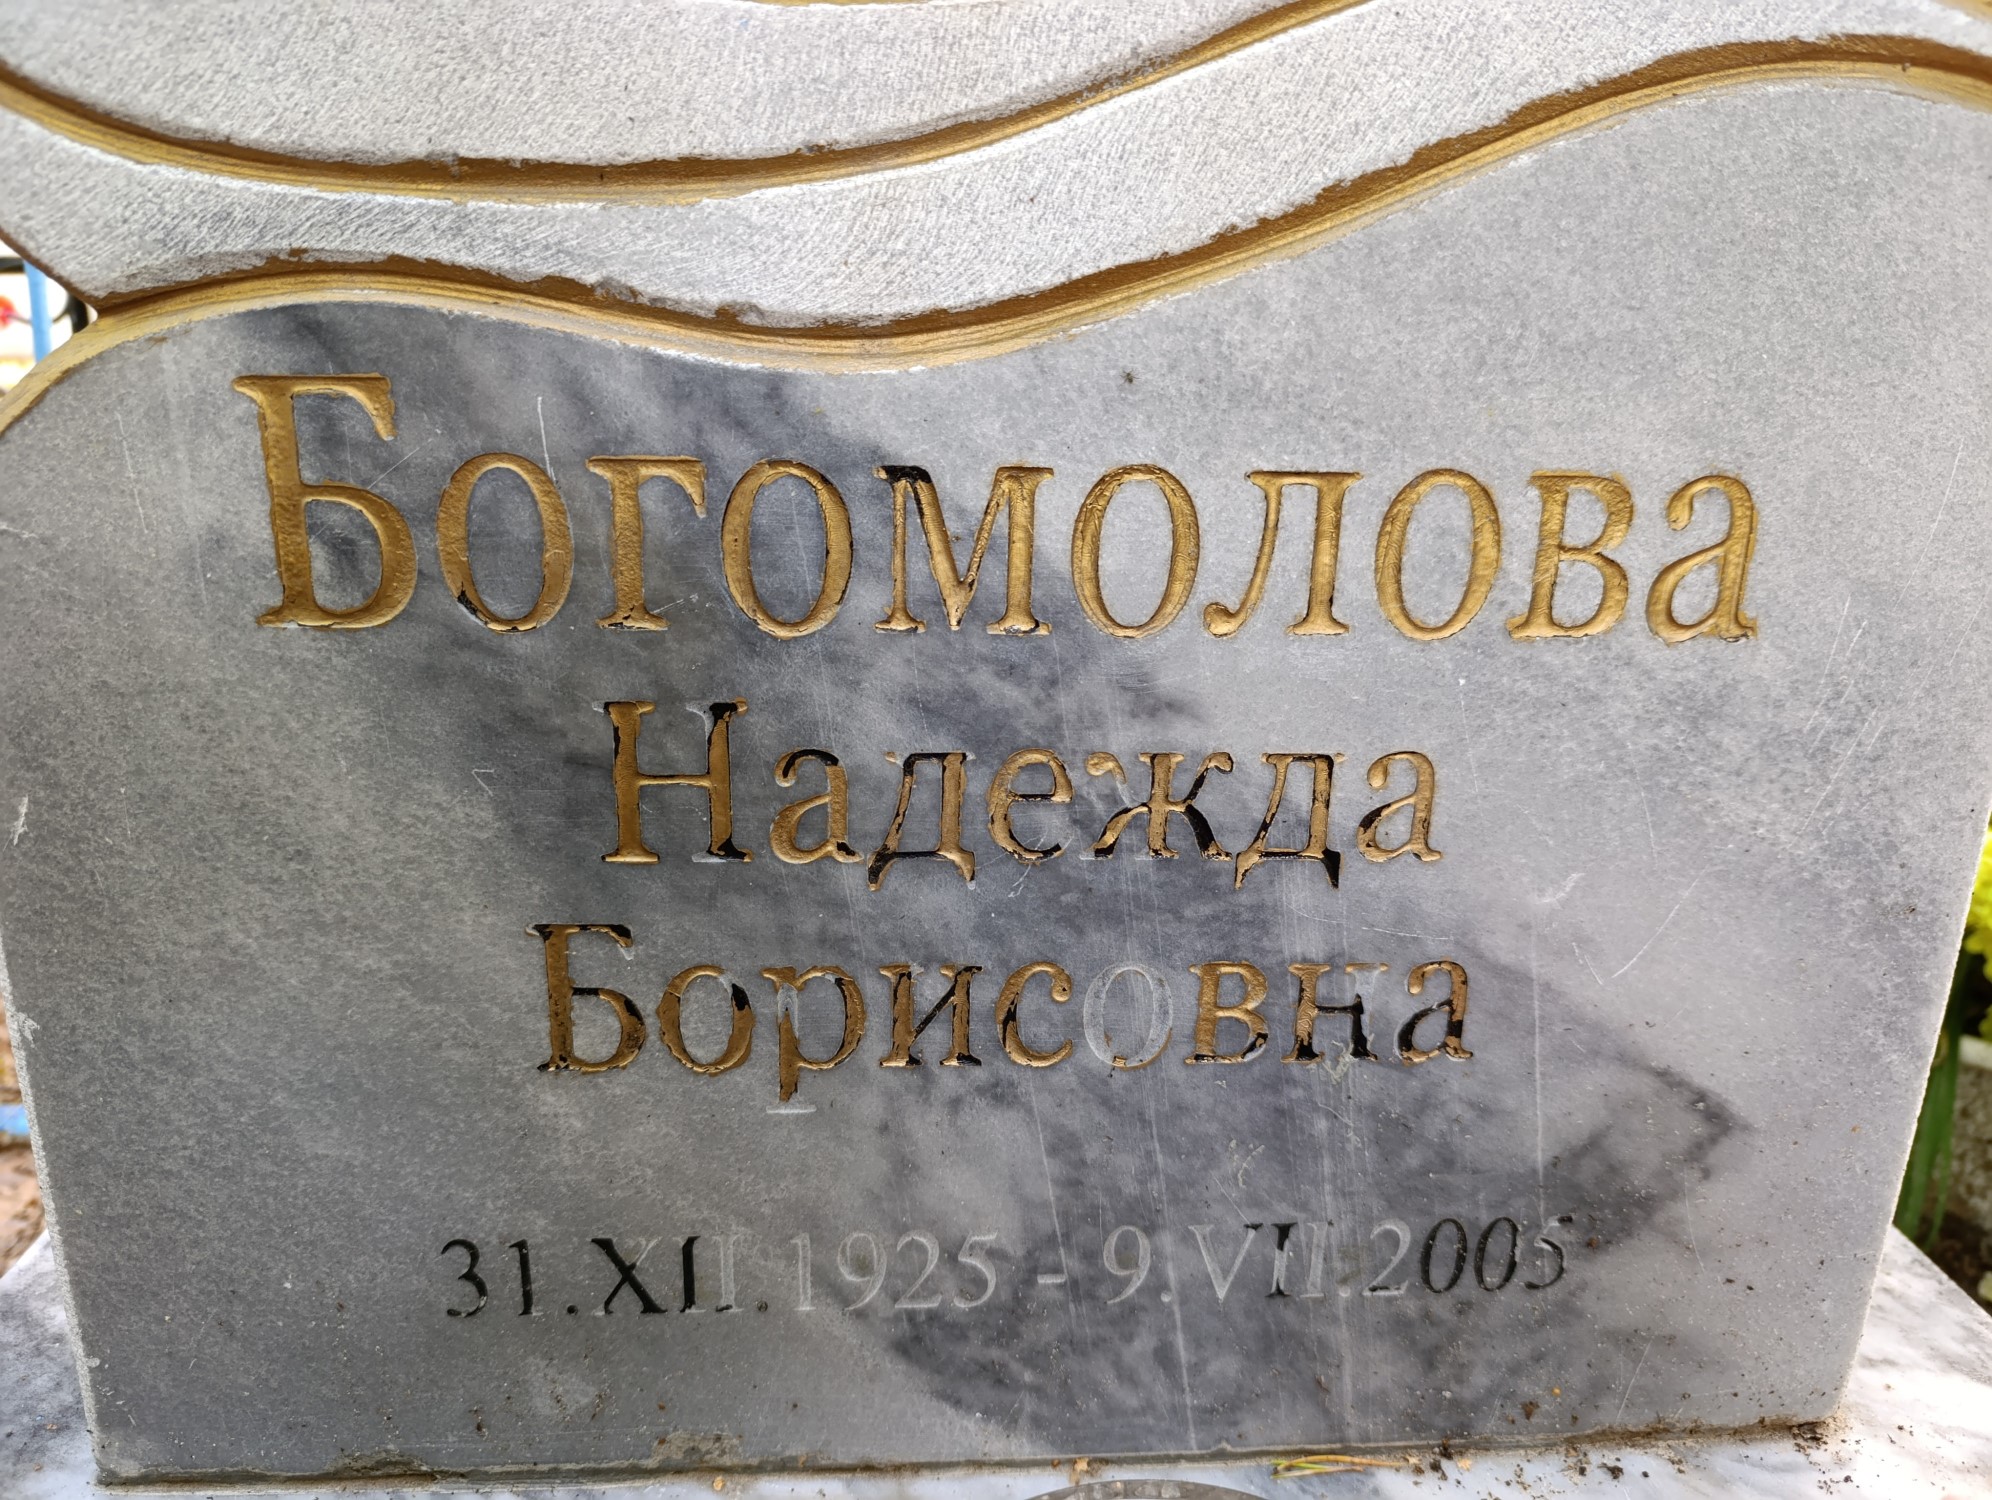 Богомолова
Надежда
Борисовна
31.XII.1925 - 9.VII.2005